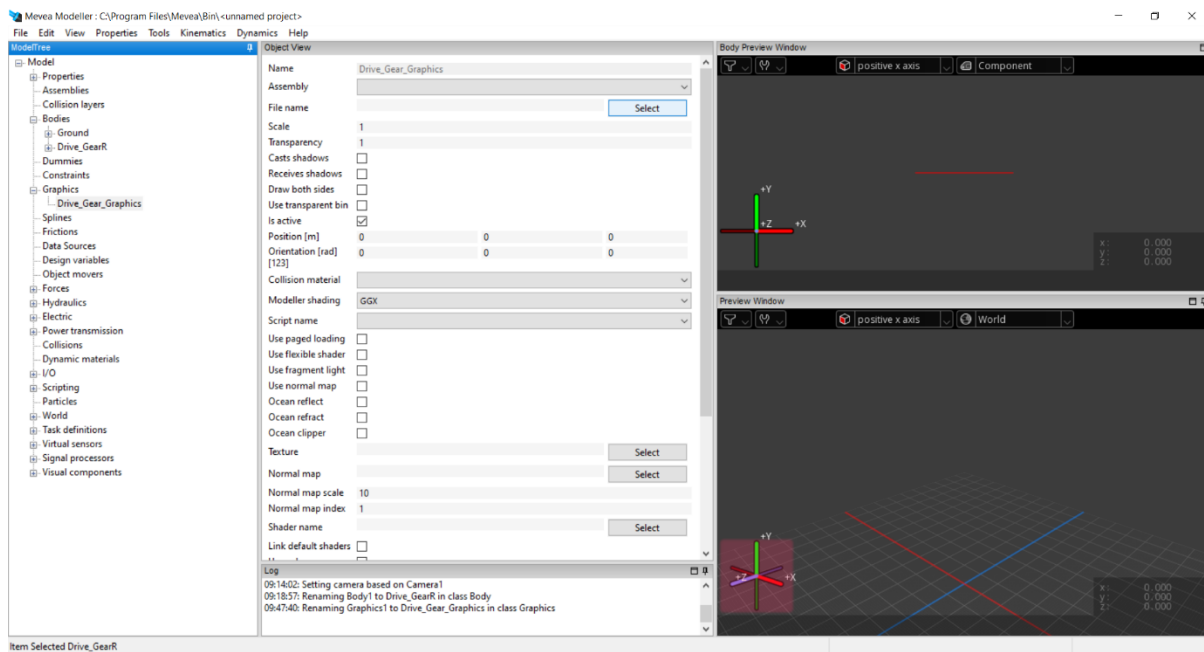 Mevea Modeller : C:\Program Files\Mevea\Bin\<unnamed project>
File Edit View Properties Tools Kinematics Dynamics Help
ModelTree
Model
Properties
Assemblies
Collision layers
Bodies
Ground
Drive_GearR
Dummies
Constraints
Graphics
Drive_Gear_Graphics
Splines
Frictions
Data Sources
Design variables
Object movers
Forces
Hydraulics
Electric
Power transmission
Collisions
Dynamic materials
I/O
Scripting
Particles
World
Task definitions
Virtual sensors
Signal processors
Visual components
Object View
Name Drive_Gear_Graphics
Assembly
File name Select
Scale 1
Transparency 1
Casts shadows
Receives shadows
Draw both sides
Use transparent bin
Is active
Position [m] 0 0 0
Orientation [rad] 0 0 0
[123]
Collision material
Modeller shading GGX
Script name
Use paged loading
Use flexible shader
Use fragment light
Use normal map
Ocean reflect
Ocean refract
Ocean clipper
Texture Select
Normal map Select
Normal map scale 10
Normal map index 1
Shader name Select
Link default shaders
Log
09:14:02: Setting camera based on Camera1
09:18:57: Renaming Body1 to Drive_GearR in class Body
09:47:40: Renaming Graphics1 to Drive_Gear_Graphics in class Graphics
Body Preview Window
positive x axis Component
+Y
+Z +X
x: 0.000
y: 0.000
z: 0.000
Preview Window
positive x axis World
+Y
+Z +X
x: 0.000
y: 0.000
z: 0.000
Item Selected Drive_GearR